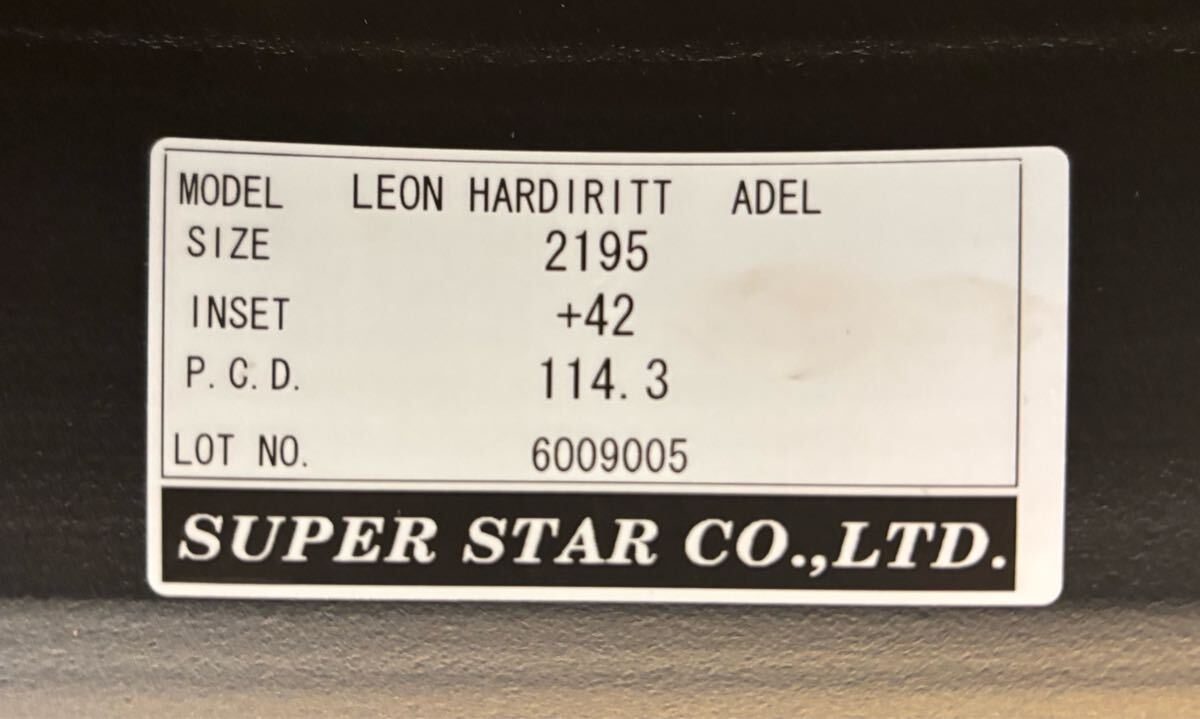 MODEL LEON HARDIRITT ADEL
SIZE 2195
INSET +42
P.C.D. 114.3
LOT NO. 6009005
SUPER STAR CO.,LTD.